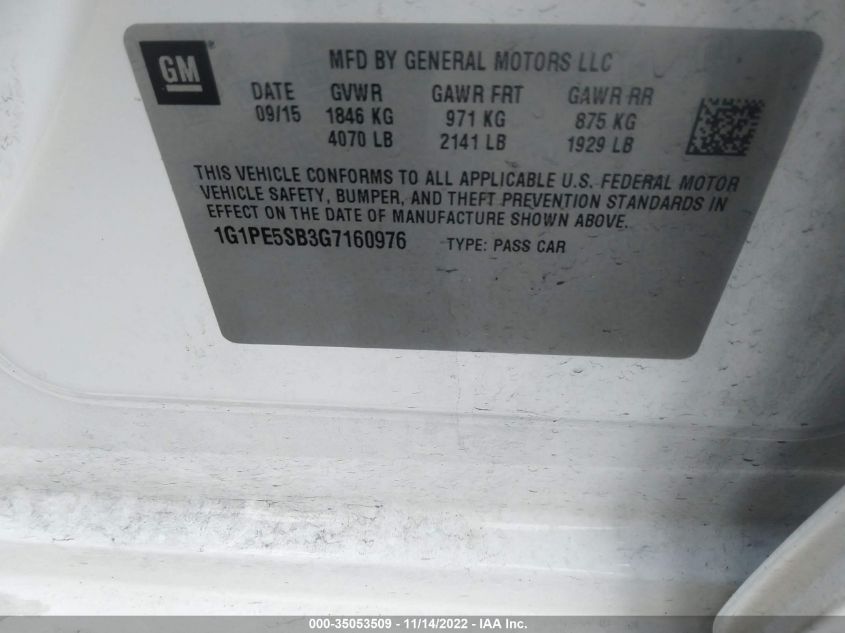 GM
MFD BY GENERAL MOTORS LLC
DATE GVWR GAWR FRT GAWR RR
09/15 1846 KG 971 KG 875 KG
4070 LB 2141 LB 1929 LB
THIS VEHICLE CONFORMS TO ALL APPLICABLE U.S. FEDERAL MOTOR
VEHICLE SAFETY, BUMPER, AND THEFT PREVENTION STANDARDS IN
EFFECT ON THE DATE OF MANUFACTURE SHOWN ABOVE.
1G1PE5SB3G7160976 TYPE: PASS CAR
000-35053509 - 11/14/2022 - IAA Inc.